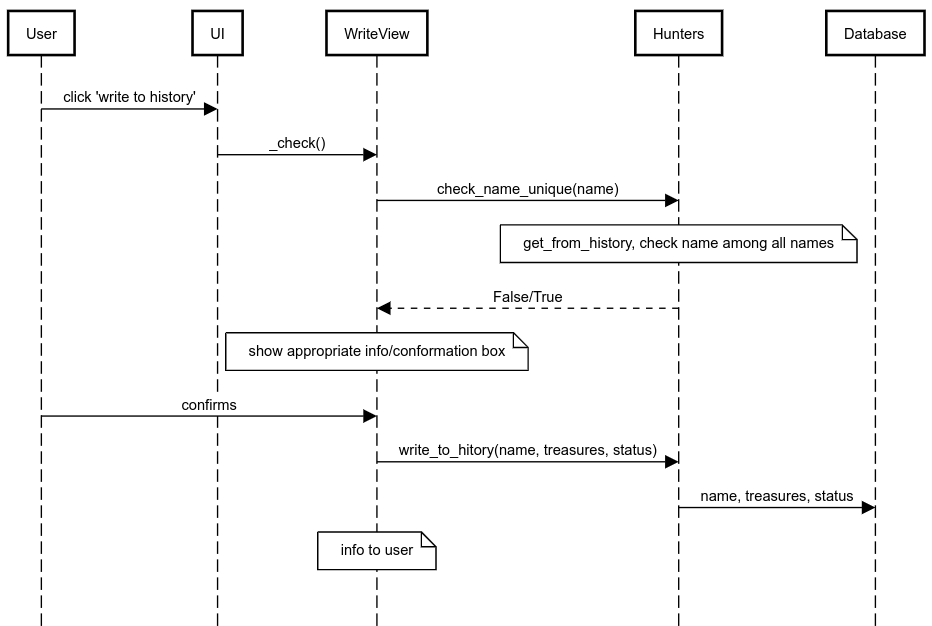 User
UI
WriteView
Hunters
Database
click 'write to history'
_check()
check_name_unique(name)
get_from_history, check name among all names
False/True
show appropriate info/conformation box
confirms
write_to_hitory(name, treasures, status)
name, treasures, status
info to user